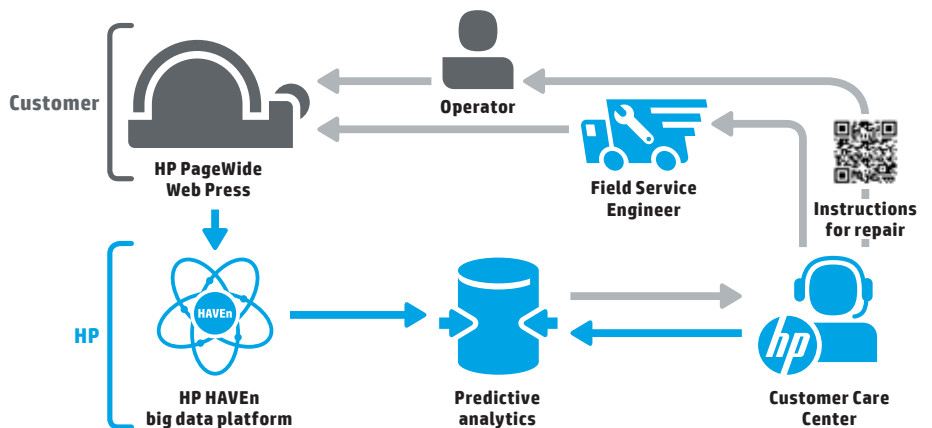 Customer
Operator
HP PageWide
Web Press
Field Service
Engineer
Instructions
for repair
HP
HAVEn
hp
HP HAVEn
big data platform
Predictive
analytics
Customer Care
Center